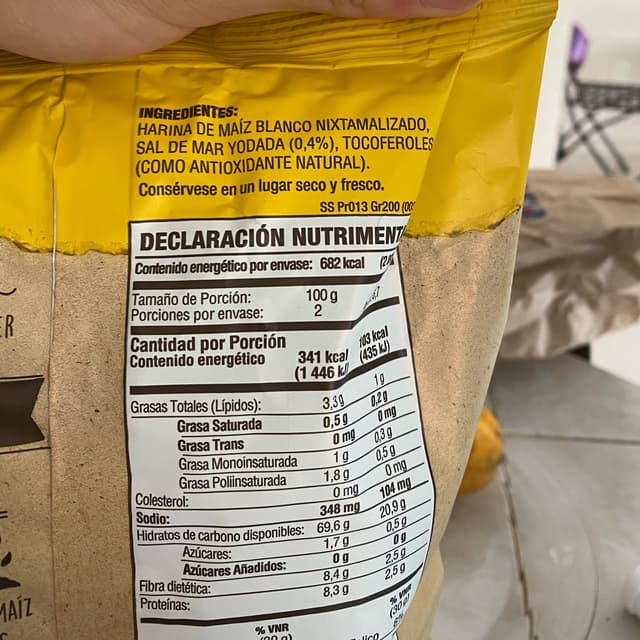 INGREDIENTES:
HARINA DE MAÍZ BLANCO NIXTAMALIZADO,
SAL DE MAR YODADA (0,4%), TOCOFEROLES
(COMO ANTIOXIDANTE NATURAL).
Consérvese en un lugar seco y fresco.
SS Pr013 Gr200
DECLARACIÓN NUTRIMENT
Contenido energético por envase: 682 kcal
Tamaño de Porción: 100 g
Porciones por envase: 2
Cantidad por Porción
Contenido energético 341 kcal 103 kcal
(1 446 kJ) (435 kJ)
Grasas Totales (Lípidos): 3,3 g 1 g
Grasa Saturada 0,5 g 0,2 g
Grasa Trans 0 mg 0 mg
Grasa Monoinsaturada 1 g 0,3 g
Grasa Poliinsaturada 1,8 g 0,5 g
Colesterol: 0 mg 0 mg
Sodio: 348 mg 104 mg
Hidratos de carbono disponibles: 69,6 g 20,9 g
Azúcares: 1,7 g 0,5 g
Azúcares Añadidos: 0 g 0 g
Fibra dietética: 8,4 g 2,5 g
Proteínas: 8,3 g 2,5 g
% VNR % VNR
ER
MAÍZ